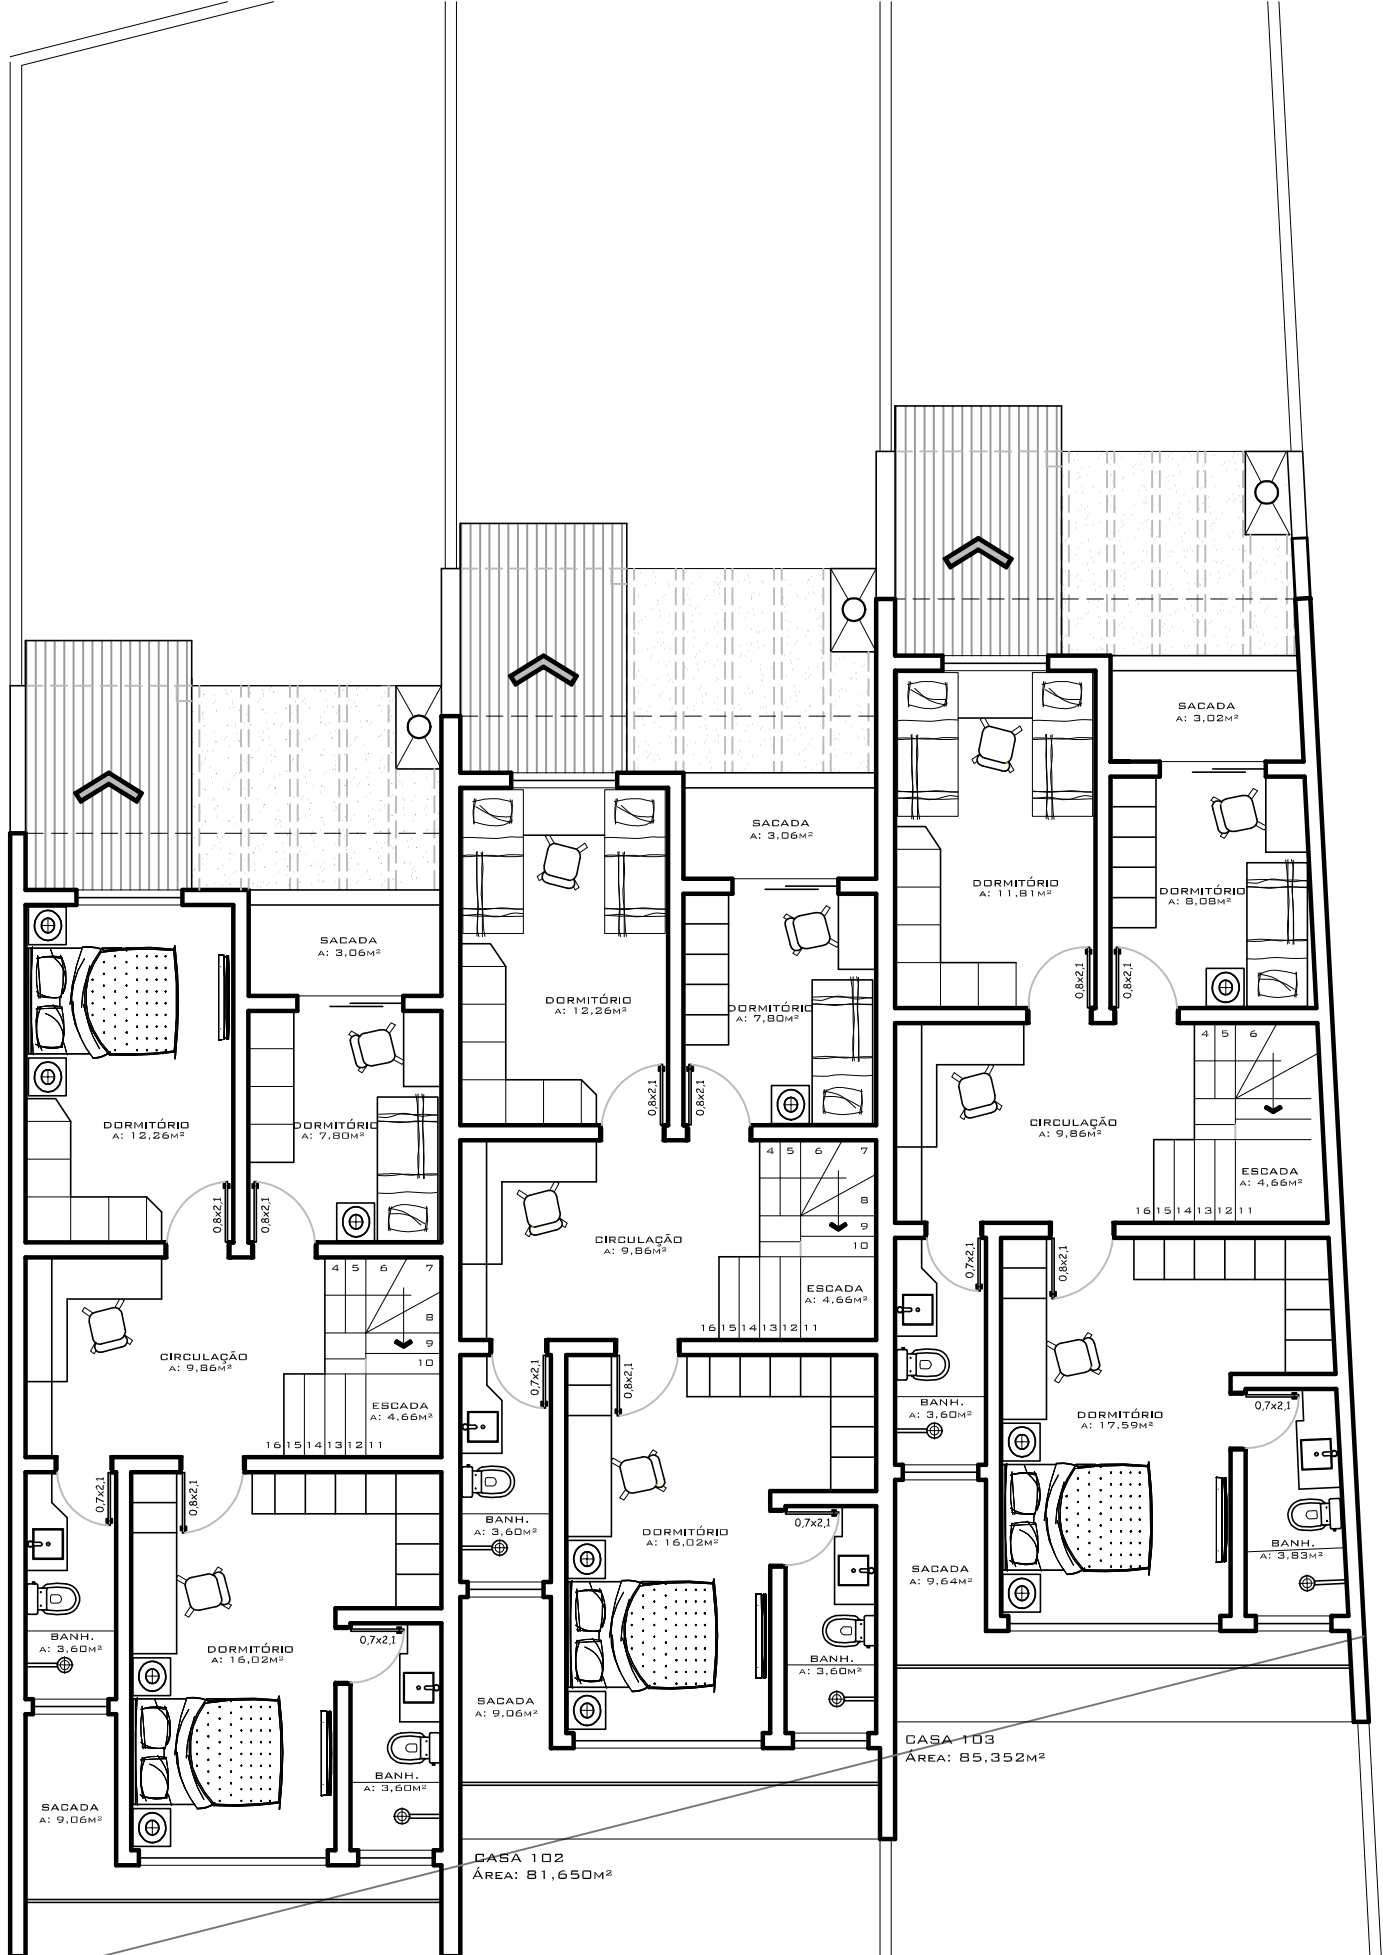 SACADA
A: 3,06M²
DORMITÓRIO
A: 12,26M²
DORMITÓRIO
A: 7,80M²
0,8x2,1
0,8x2,1
4 5 6 7
8
9
10
CIRCULAÇÃO
A: 9,86M²
ESCADA
A: 4,66M²
16 15 14 13 12 11
0,7x2,1
0,8x2,1
BANH.
A: 3,60M²
DORMITÓRIO
A: 16,02M²
0,7x2,1
BANH.
A: 3,60M²
SACADA
A: 9,06M²
SACADA
A: 3,06M²
DORMITÓRIO
A: 12,26M²
DORMITÓRIO
A: 7,80M²
0,8x2,1
0,8x2,1
4 5 6 7
8
9
10
CIRCULAÇÃO
A: 9,86M²
ESCADA
A: 4,66M²
16 15 14 13 12 11
0,7x2,1
0,8x2,1
BANH.
A: 3,60M²
DORMITÓRIO
A: 16,02M²
0,7x2,1
BANH.
A: 3,60M²
SACADA
A: 9,06M²
CASA 102
ÁREA: 81,650M²
SACADA
A: 3,02M²
DORMITÓRIO
A: 11,81M²
DORMITÓRIO
A: 8,08M²
0,8x2,1
0,8x2,1
4 5 6
CIRCULAÇÃO
A: 9,86M²
ESCADA
A: 4,66M²
16 15 14 13 12 11
0,7x2,1
0,8x2,1
BANH.
A: 3,60M²
DORMITÓRIO
A: 17,59M²
0,7x2,1
BANH.
A: 3,83M²
SACADA
A: 9,64M²
CASA 103
ÁREA: 85,352M²